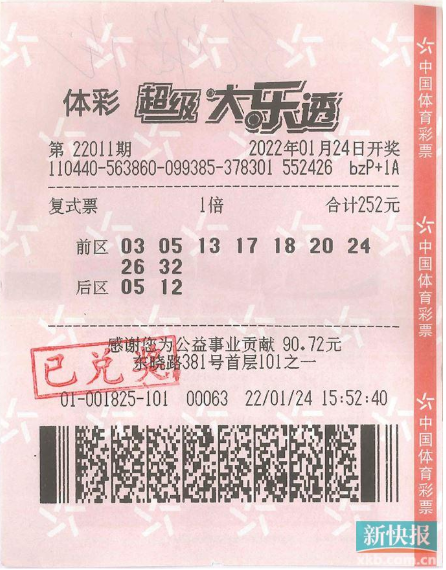 体彩 超级大乐透
第 22011期 2022年01月24日开奖
110440-563860-099385-378301 552426 bzP+1A
复式票 1倍 合计252元
前区 03 05 13 17 18 20 24
26 32
后区 05 12
感谢您为公益事业贡献 90.72元
东晓路381号首层101之一
已兑奖
01-001825-101 00063 22/01/24 15:52:40
中国体育彩票
中国体育彩票
中国体育彩票
新快报
xkb.com.cn